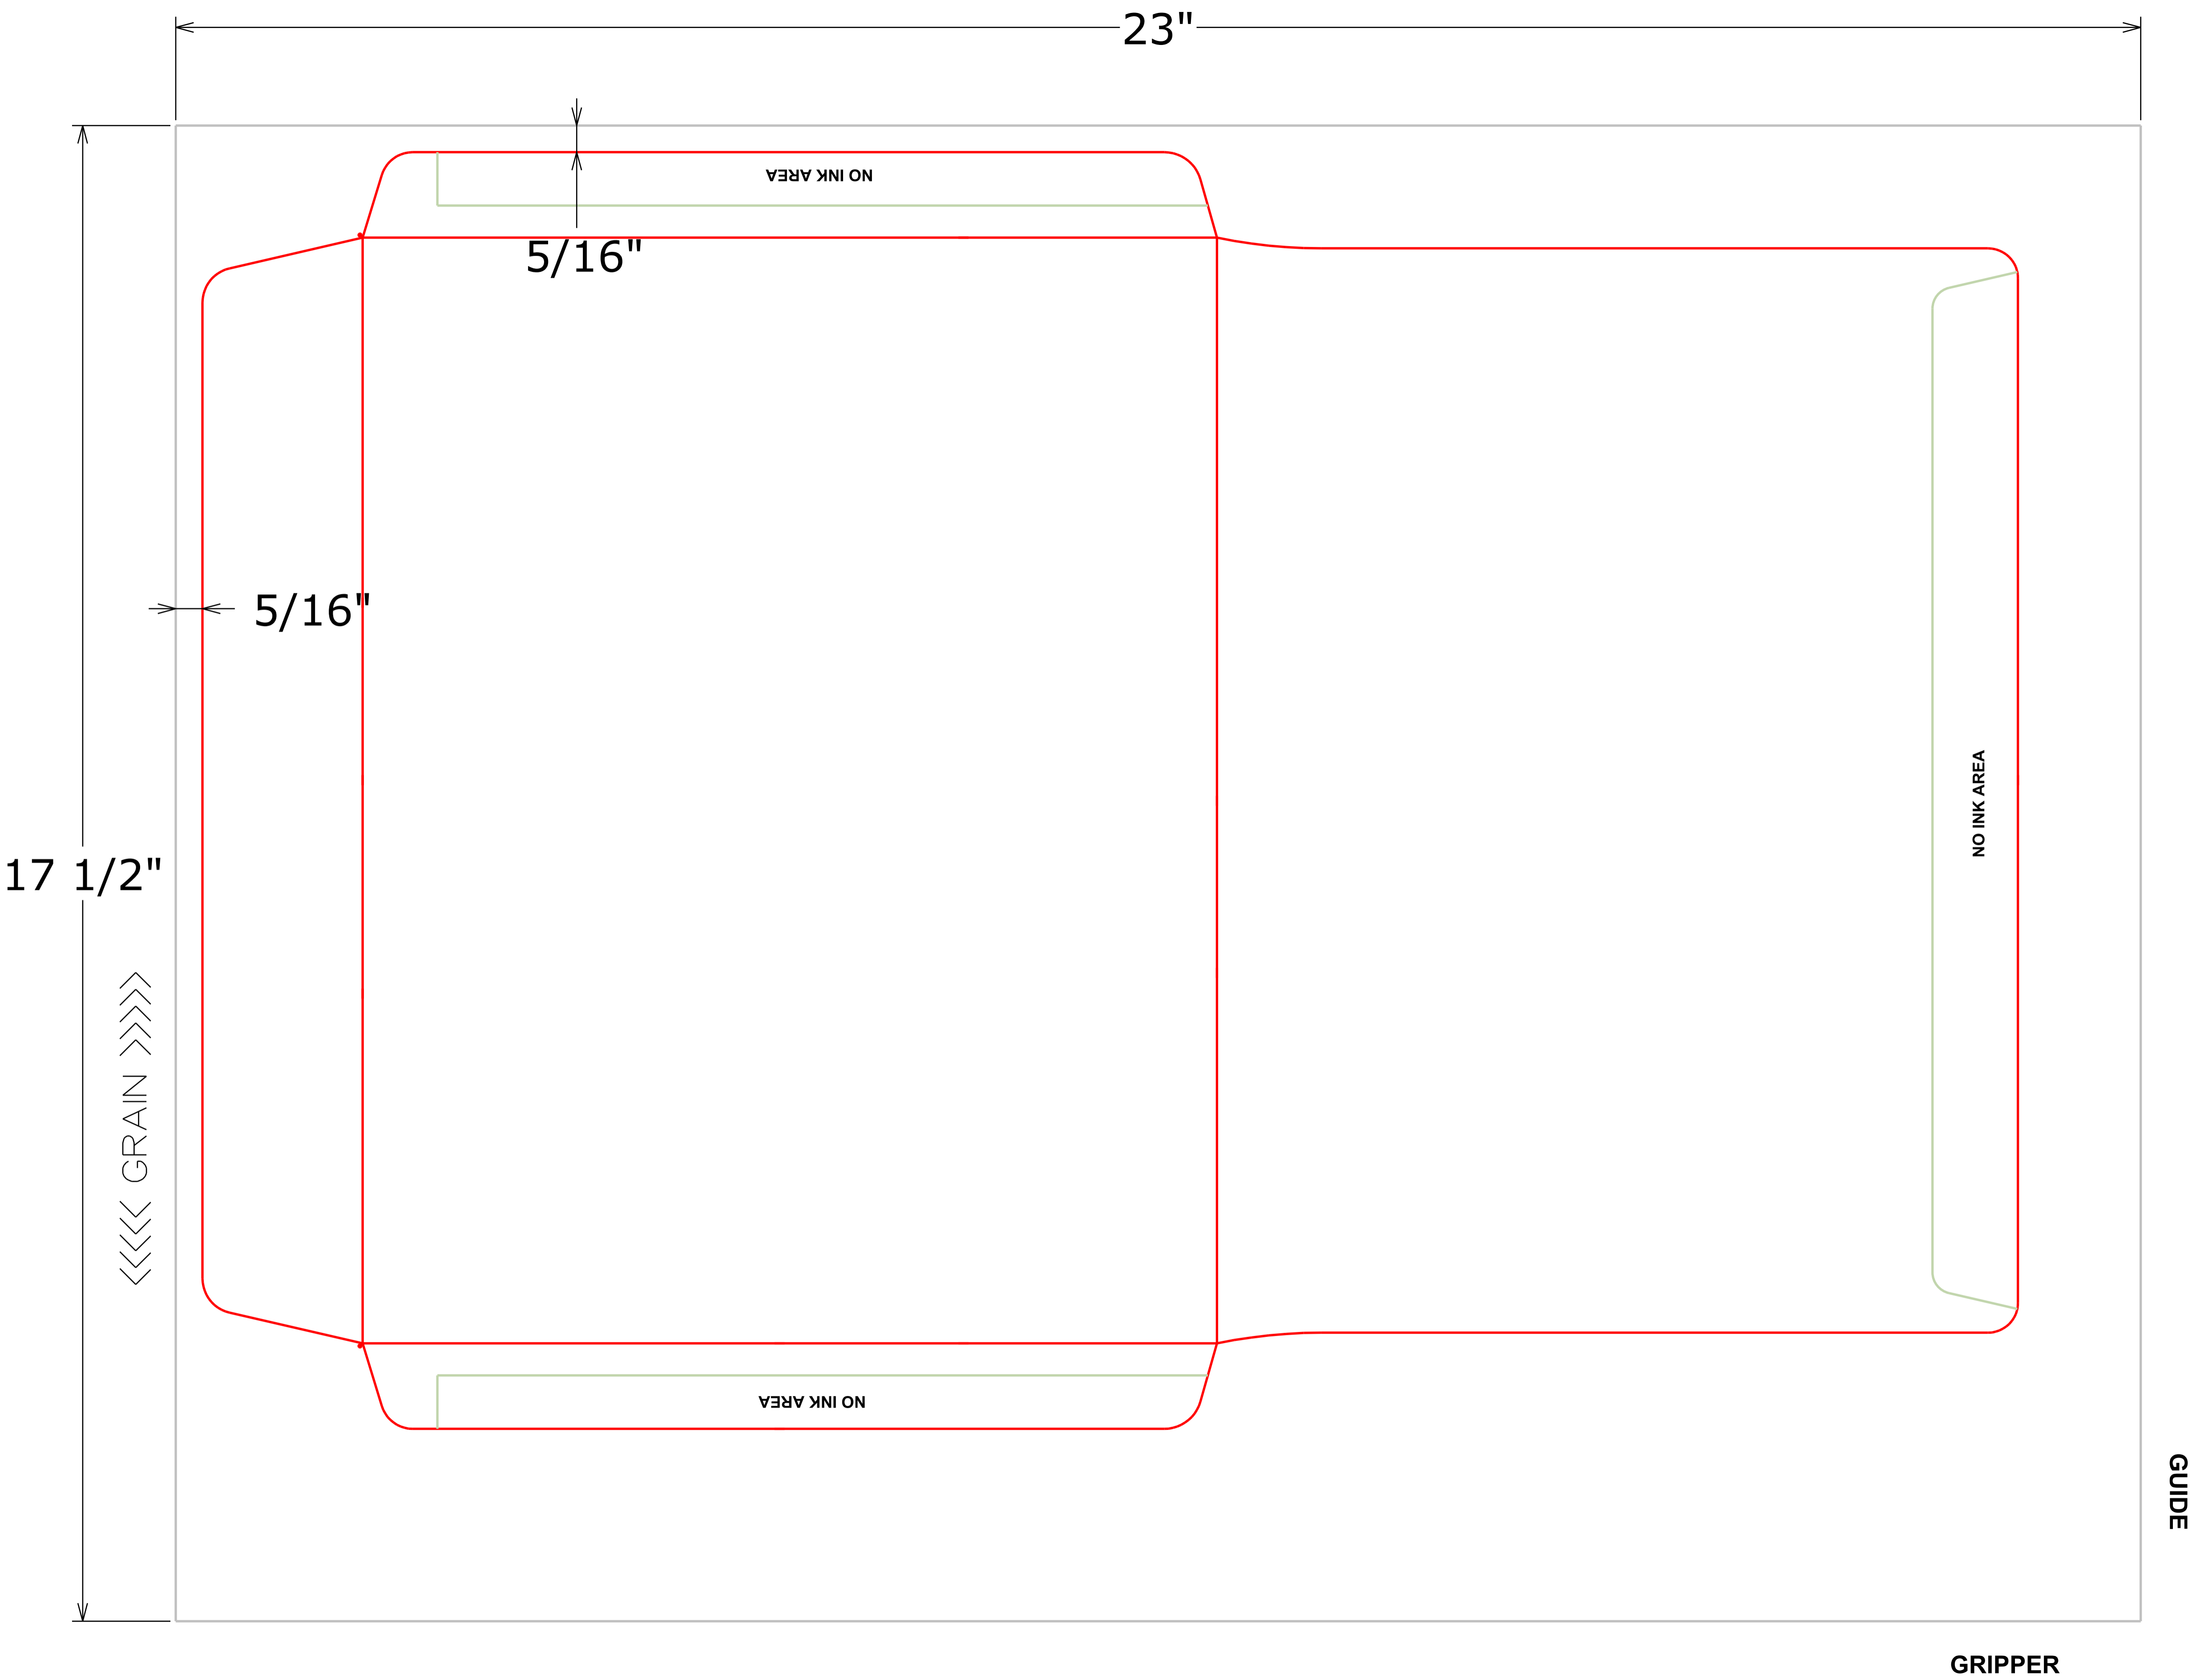 23"
NO INK AREA
5/16"
5/16"
NO INK AREA
17 1/2"
GRAIN
NO INK AREA
GUIDE
GRIPPER